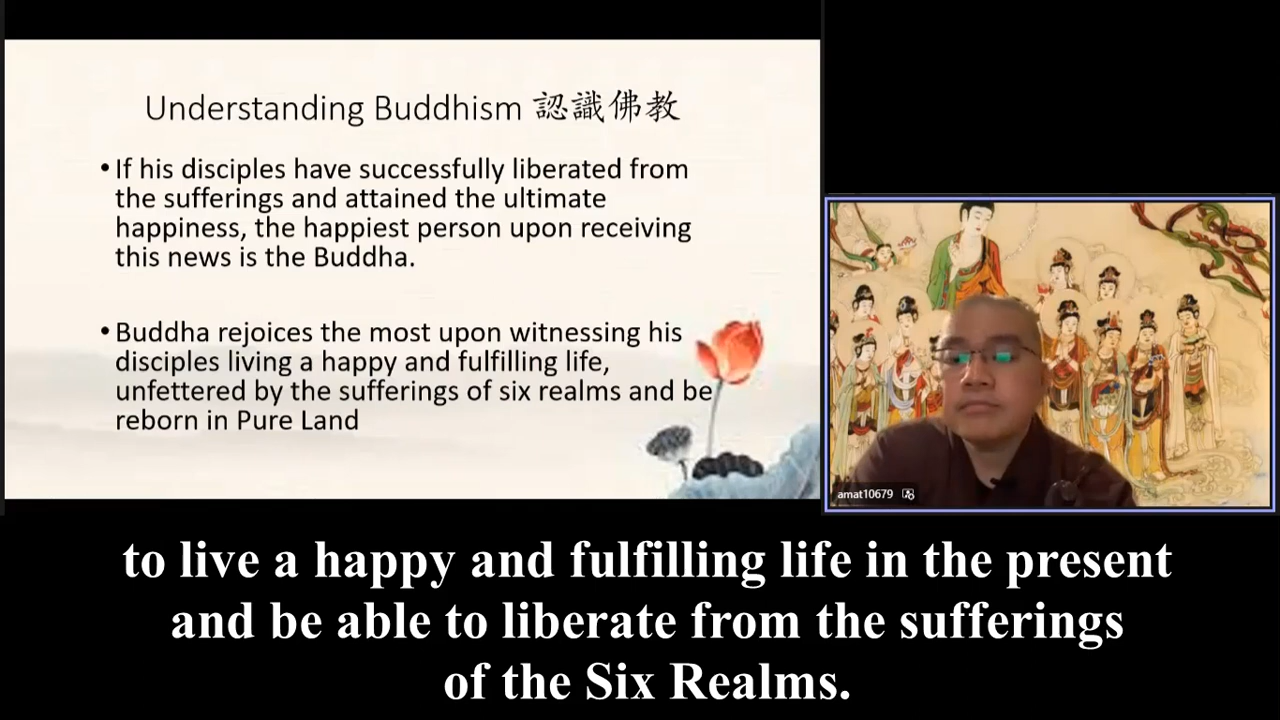 Understanding Buddhism 認識佛教
•If his disciples have successfully liberated from
the sufferings and attained the ultimate
happiness, the happiest person upon receiving
this news is the Buddha.
•Buddha rejoices the most upon witnessing his
disciples living a happy and fulfilling life,
unfettered by the sufferings of six realms and be
reborn in Pure Land
amat10679
to live a happy and fulfilling life in the present
and be able to liberate from the sufferings
of the Six Realms.